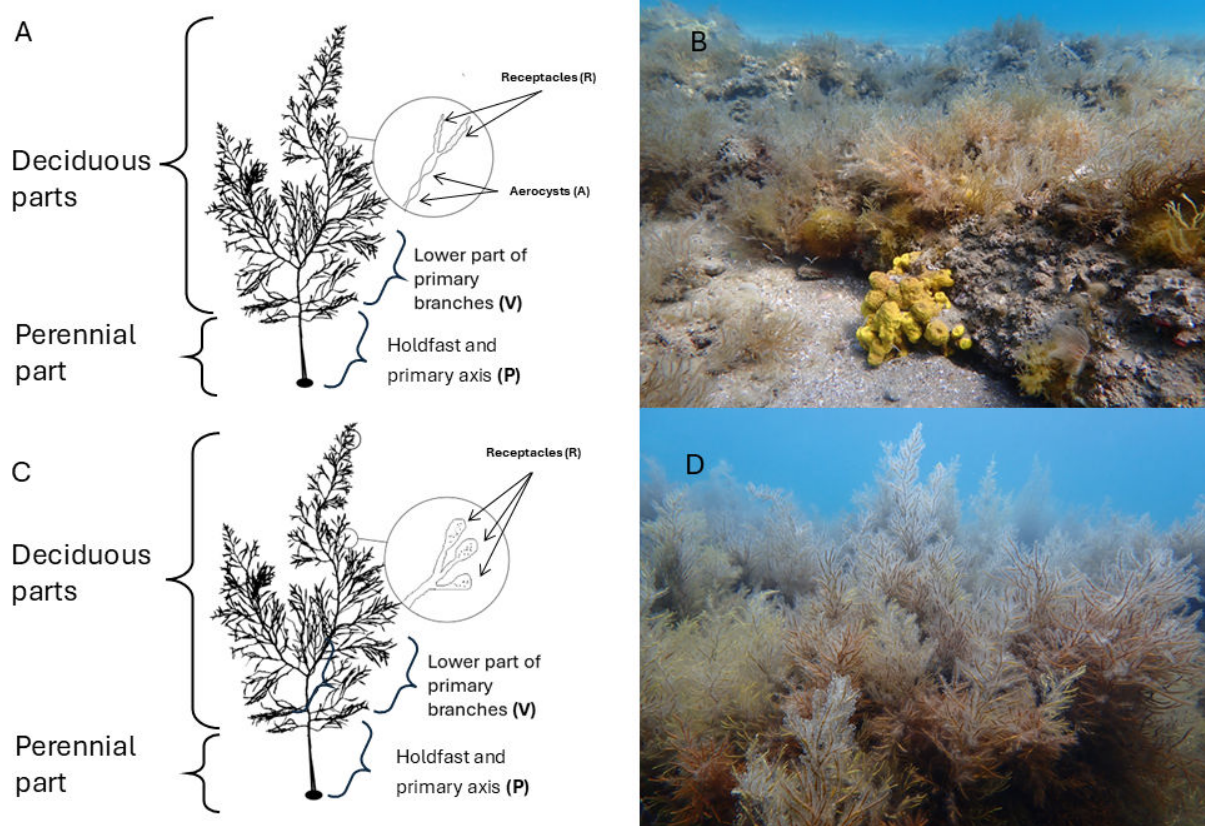 A
Receptacles (R)
Deciduous
parts
Aerocysts (A)
Lower part of
primary
branches (V)
Perennial
part
Holdfast and
primary axis (P)
B
C
Receptacles (R)
Deciduous
parts
Lower part of
primary
branches (V)
Perennial
part
Holdfast and
primary axis (P)
D